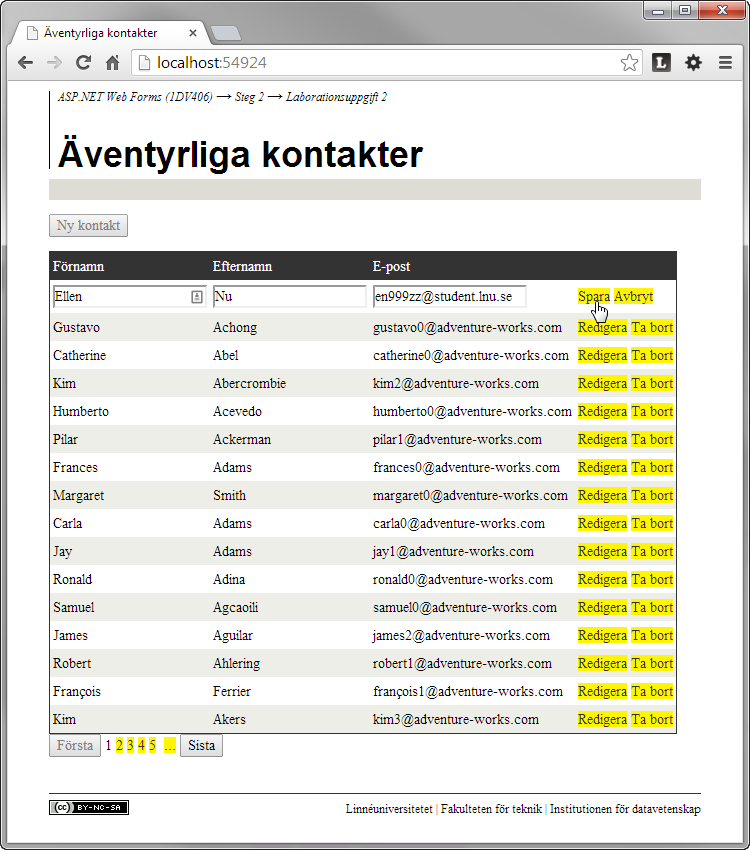 Äventyrliga kontakter
localhost:54924
ASP.NET Web Forms (1DV406) → Steg 2 → Laborationsuppgift 2
Äventyrliga kontakter
Ny kontakt
Förnamn Efternamn E-post
Ellen Nu en999zz@student.lnu.se Spara Avbryt
Gustavo Achong gustavo0@adventure-works.com Redigera Ta bort
Catherine Abel catherine0@adventure-works.com Redigera Ta bort
Kim Abercrombie kim2@adventure-works.com Redigera Ta bort
Humberto Acevedo humberto0@adventure-works.com Redigera Ta bort
Pilar Ackerman pilar1@adventure-works.com Redigera Ta bort
Frances Adams frances0@adventure-works.com Redigera Ta bort
Margaret Smith margaret0@adventure-works.com Redigera Ta bort
Carla Adams carla0@adventure-works.com Redigera Ta bort
Jay Adams jay1@adventure-works.com Redigera Ta bort
Ronald Adina ronald0@adventure-works.com Redigera Ta bort
Samuel Agcaoili samuel0@adventure-works.com Redigera Ta bort
James Aguilar james2@adventure-works.com Redigera Ta bort
Robert Ahlering robert1@adventure-works.com Redigera Ta bort
François Ferrier françois1@adventure-works.com Redigera Ta bort
Kim Akers kim3@adventure-works.com Redigera Ta bort
Första 1 2 3 4 5 ... Sista
cc BY-NC-SA Linnéuniversitetet | Fakulteten för teknik | Institutionen för datavetenskap